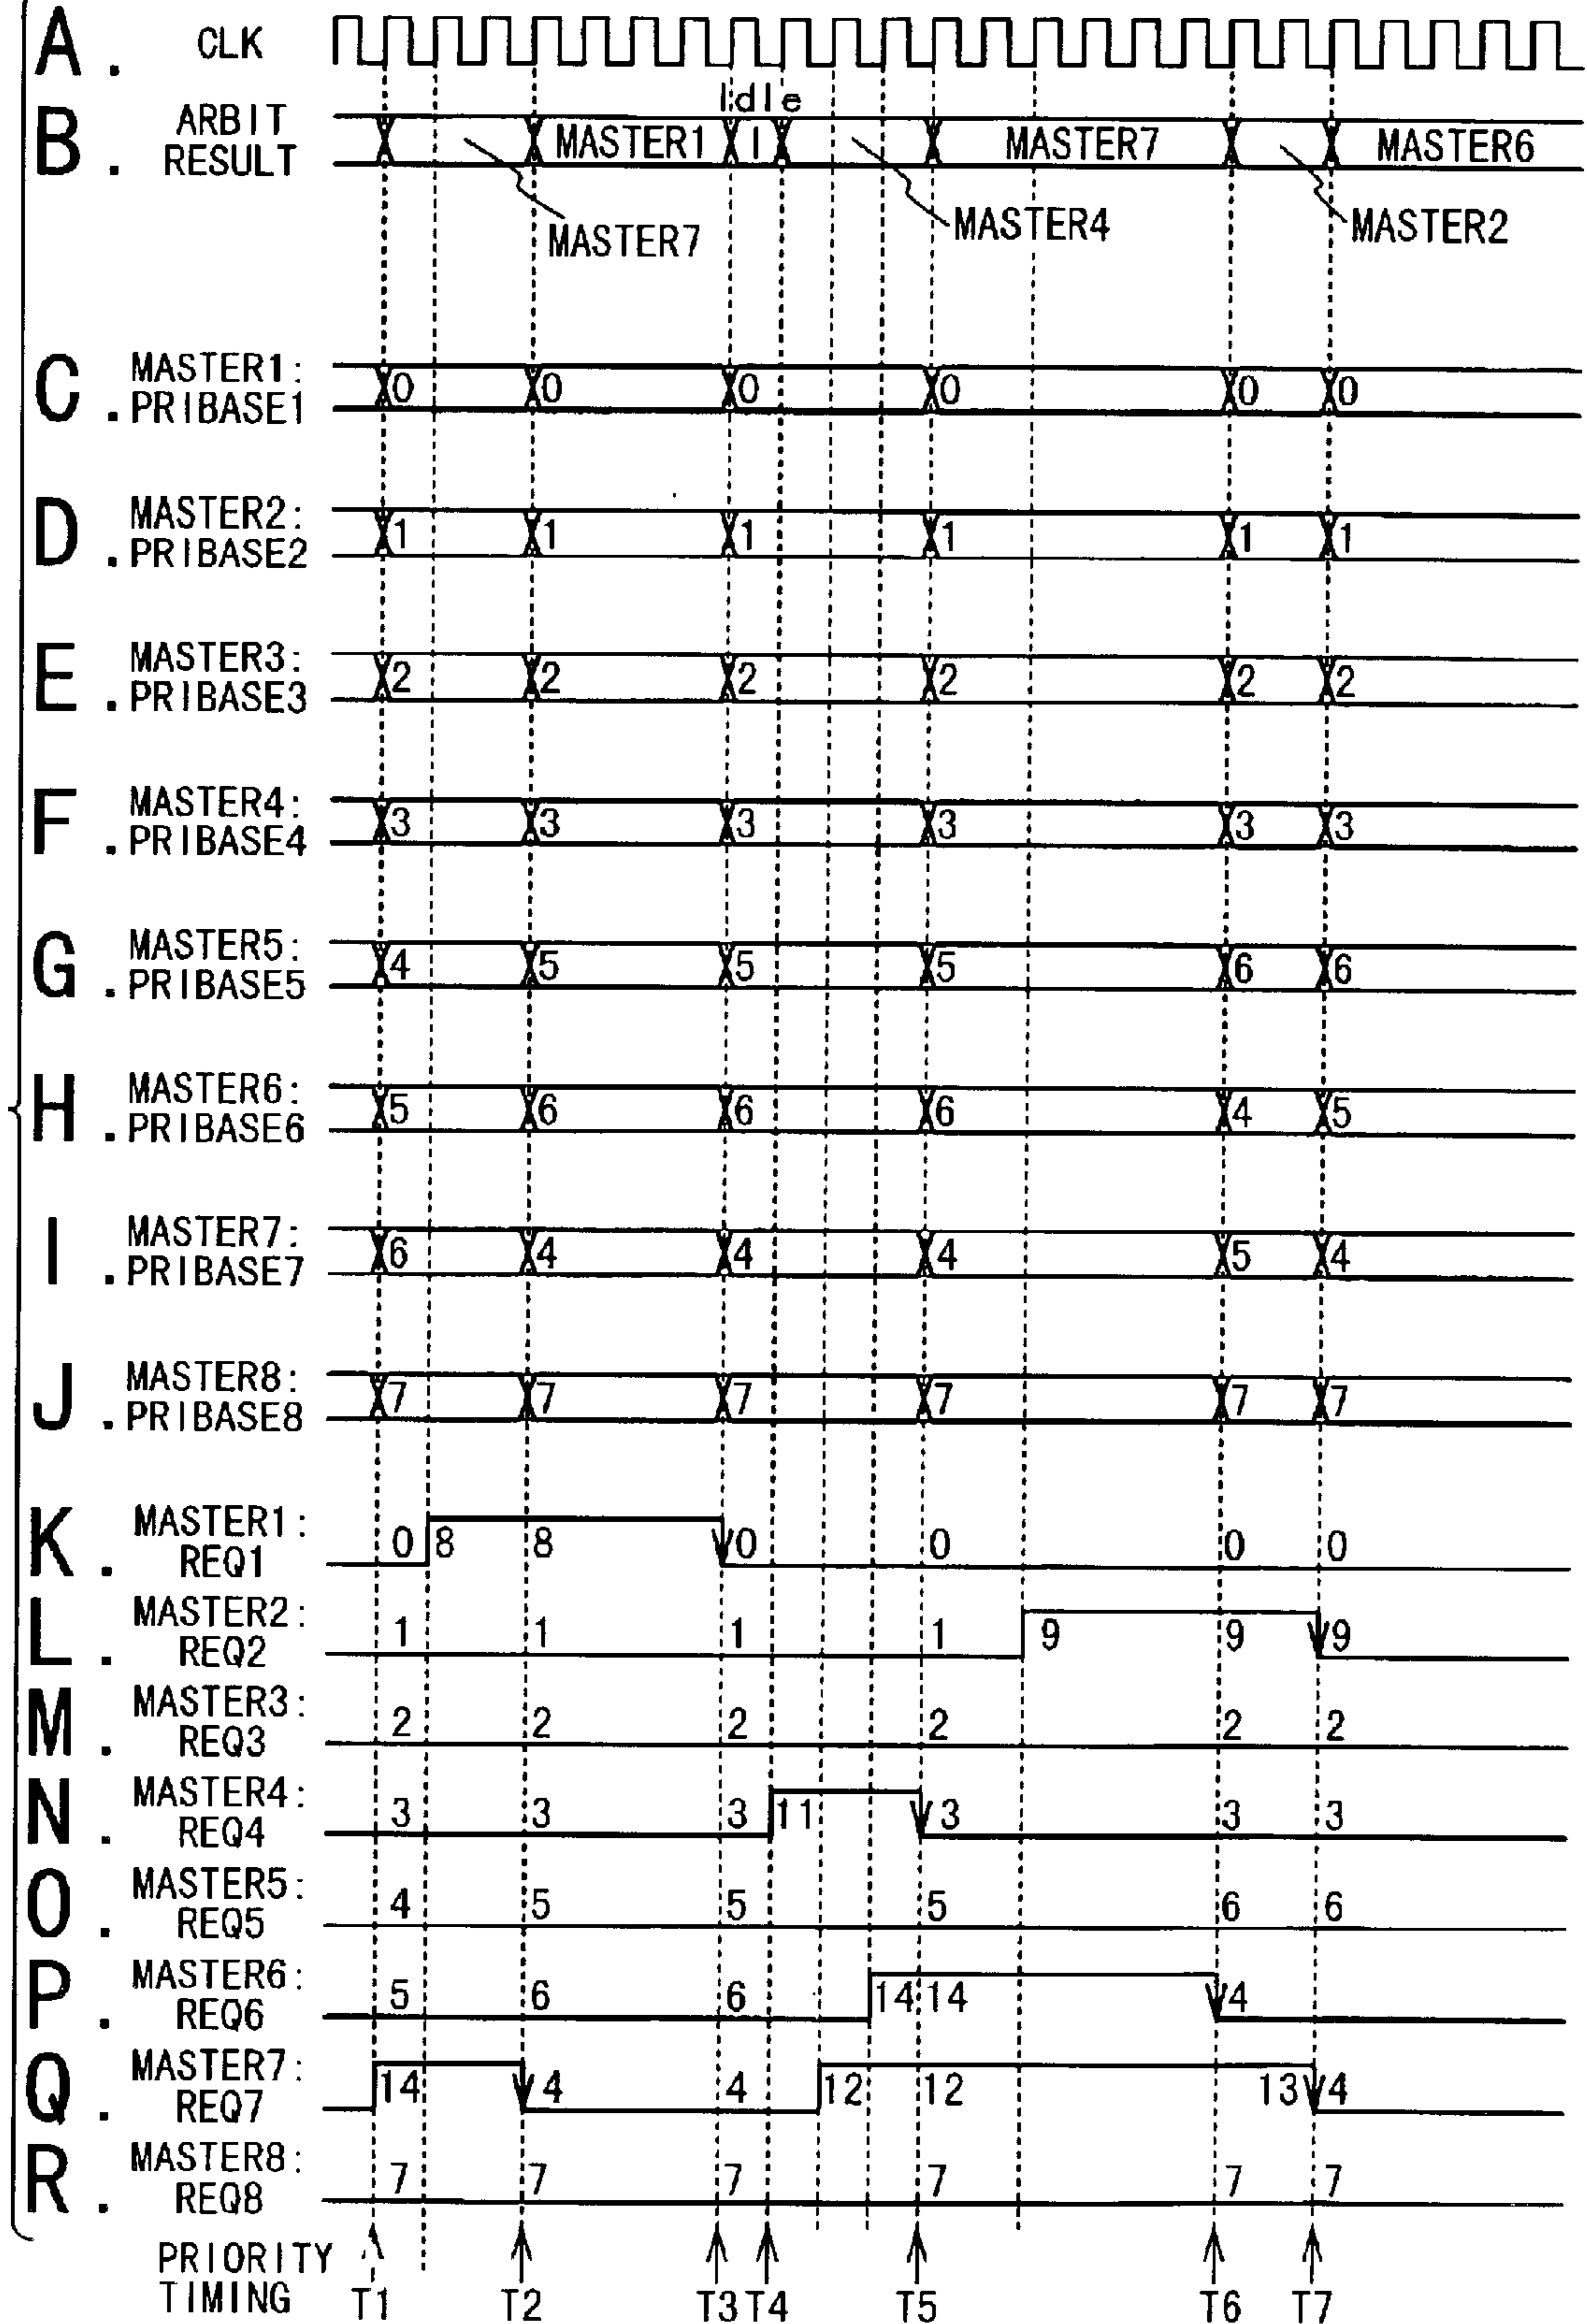 A. CLK
Idle
B. ARBIT RESULT MASTER1 I MASTER7 MASTER6
MASTER7 MASTER4 MASTER2
C. MASTER1: PRIBASE1 0 0 0 0 0 0
D. MASTER2: PRIBASE2 1 1 1 1 1 1
E. MASTER3: PRIBASE3 2 2 2 2 2 2
F. MASTER4: PRIBASE4 3 3 3 3 3 3
G. MASTER5: PRIBASE5 4 5 5 5 6 6
H. MASTER6: PRIBASE6 5 6 6 6 4 5
I. MASTER7: PRIBASE7 6 4 4 4 5 4
J. MASTER8: PRIBASE8 7 7 7 7 7 7
K. MASTER1: REQ1 0 8 8 0 0 0 0
L. MASTER2: REQ2 1 1 1 1 9 9 9
M. MASTER3: REQ3 2 2 2 2 2 2
N. MASTER4: REQ4 3 3 3 11 3 3 3
O. MASTER5: REQ5 4 5 5 5 6 6
P. MASTER6: REQ6 5 6 6 14 14 4
Q. MASTER7: REQ7 14 4 4 12 12 13 4
R. MASTER8: REQ8 7 7 7 7 7 7
PRIORITY TIMING T1 T2 T3 T4 T5 T6 T7